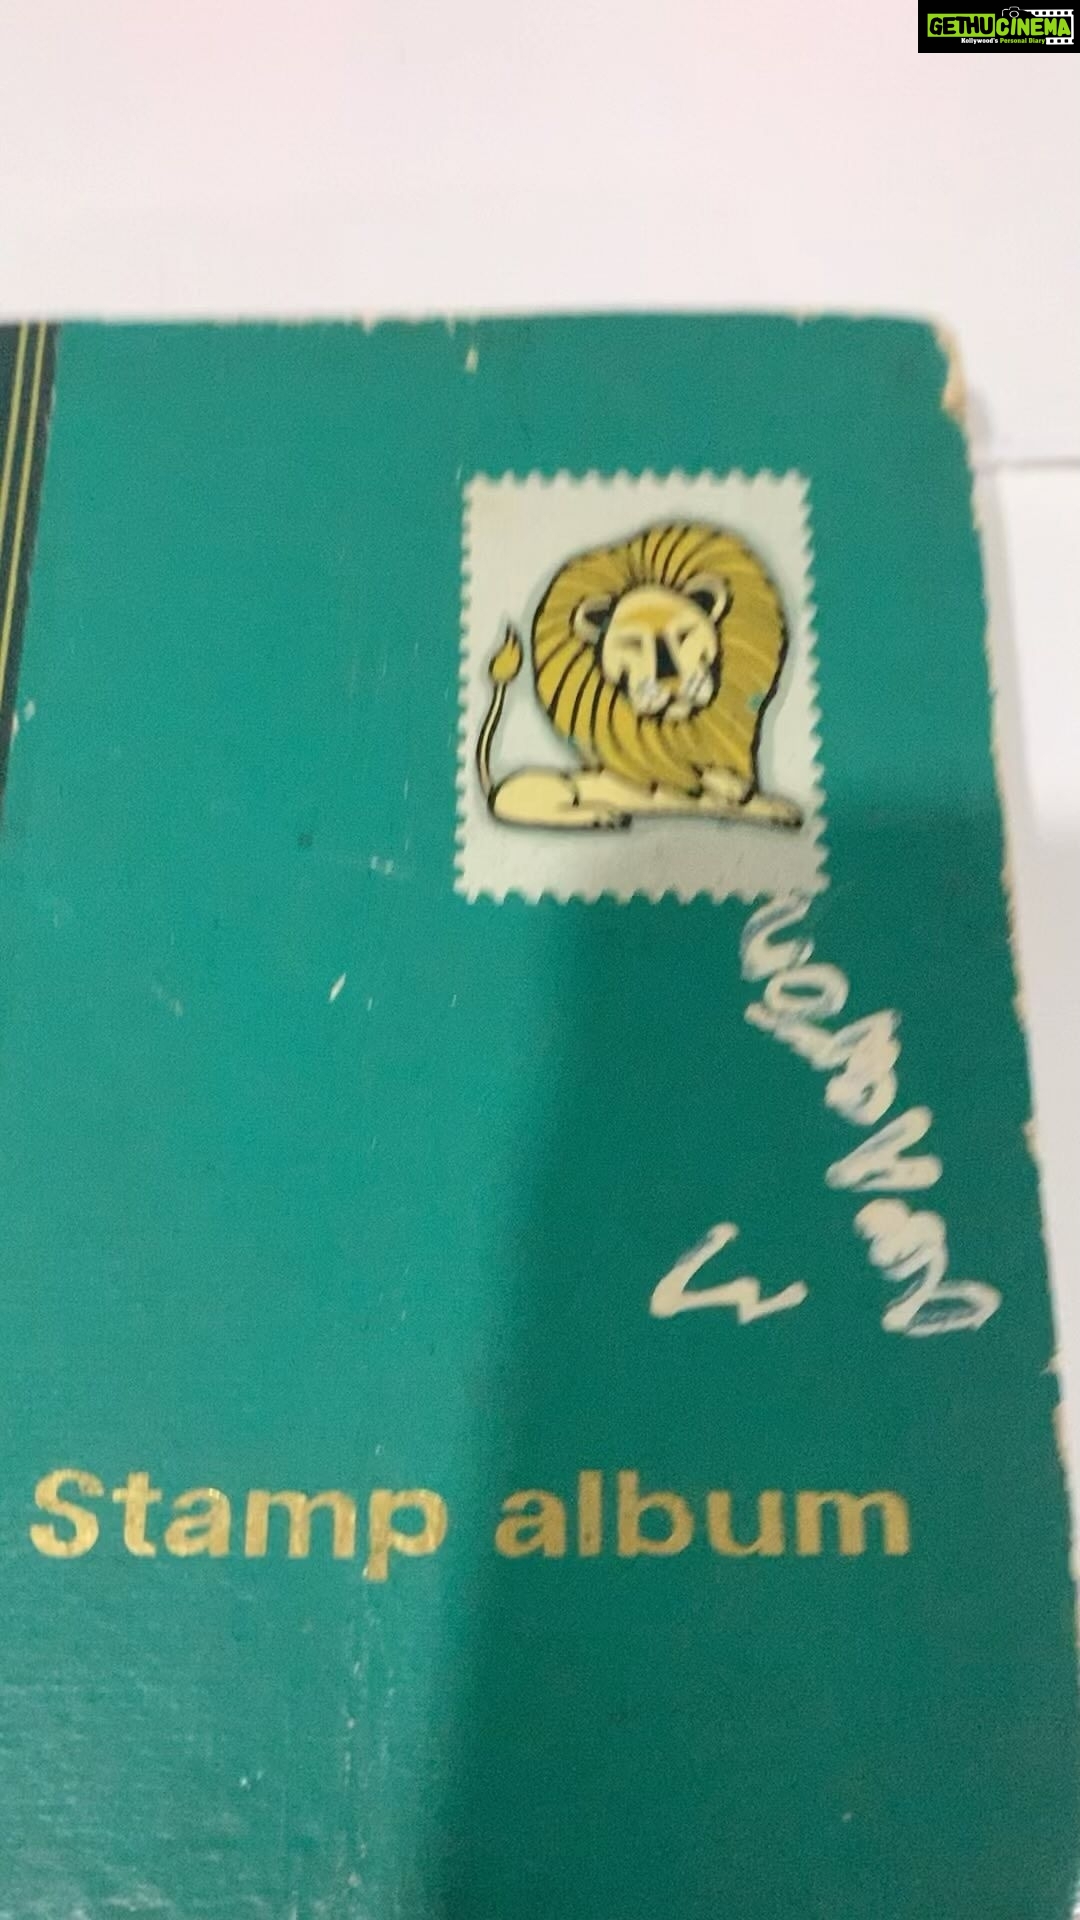 GETHUCINEMA
Kollywood's Personal Diary
Stamp album